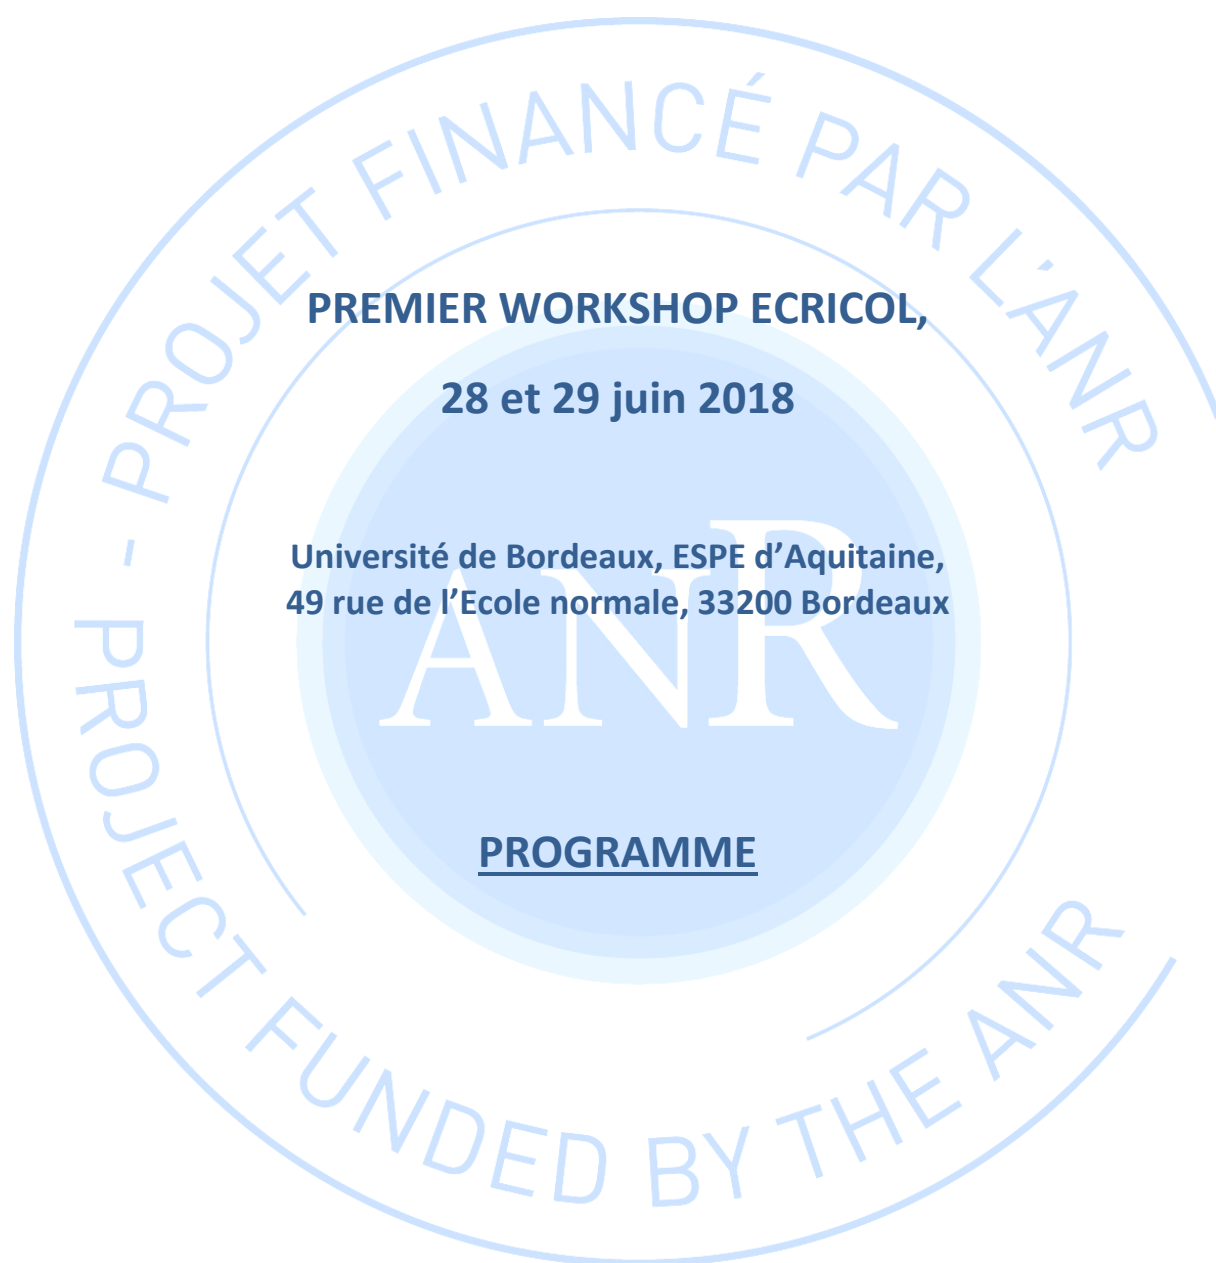 PROJET FINANCÉ PAR L'ANR
PREMIER WORKSHOP ECRICOL,
28 et 29 juin 2018
Université de Bordeaux, ESPE d’Aquitaine,
49 rue de l’Ecole normale, 33200 Bordeaux
ANR
PROGRAMME
- PROJECT FUNDED BY THE ANR